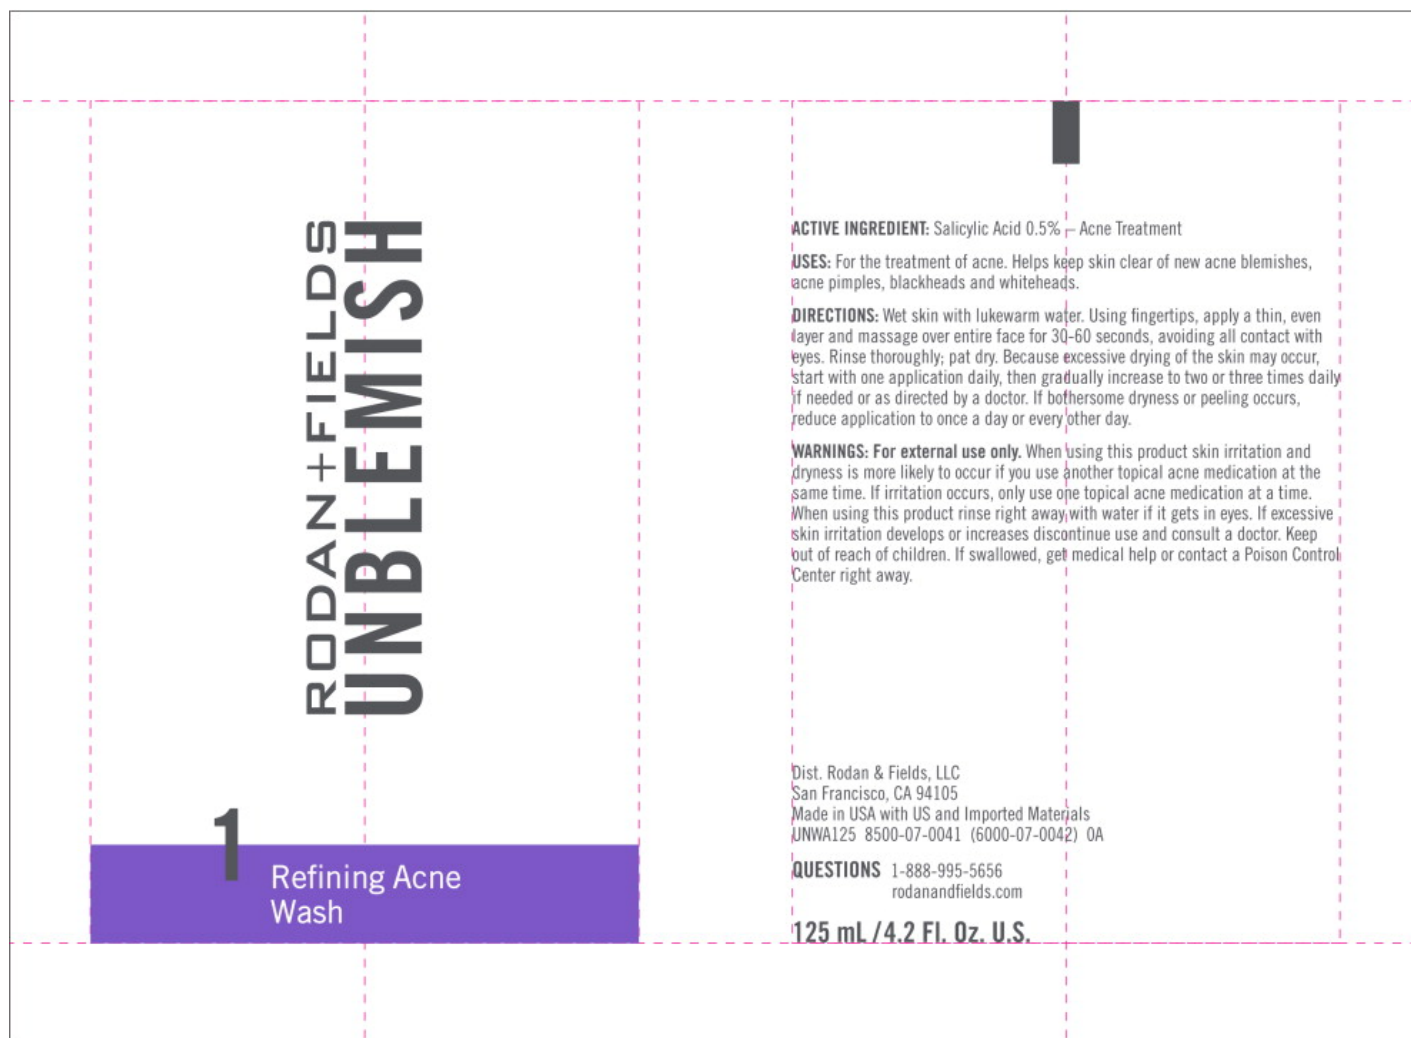 RODAN+FIELDS
UNBLEMISH
1
Refining Acne
Wash
ACTIVE INGREDIENT: Salicylic Acid 0.5% – Acne Treatment
USES: For the treatment of acne. Helps keep skin clear of new acne blemishes,
acne pimples, blackheads and whiteheads.
DIRECTIONS: Wet skin with lukewarm water. Using fingertips, apply a thin, even
layer and massage over entire face for 30-60 seconds, avoiding all contact with
eyes. Rinse thoroughly; pat dry. Because excessive drying of the skin may occur,
start with one application daily, then gradually increase to two or three times daily
if needed or as directed by a doctor. If bothersome dryness or peeling occurs,
reduce application to once a day or every other day.
WARNINGS: For external use only. When using this product skin irritation and
dryness is more likely to occur if you use another topical acne medication at the
same time. If irritation occurs, only use one topical acne medication at a time.
When using this product rinse right away with water if it gets in eyes. If excessive
skin irritation develops or increases discontinue use and consult a doctor. Keep
out of reach of children. If swallowed, get medical help or contact a Poison Control
Center right away.
Dist. Rodan & Fields, LLC
San Francisco, CA 94105
Made in USA with US and Imported Materials
UNWA125 8500-07-0041 (6000-07-0042) 0A
QUESTIONS 1-888-995-5656
rodanandfields.com
125 mL / 4.2 Fl. Oz. U.S.